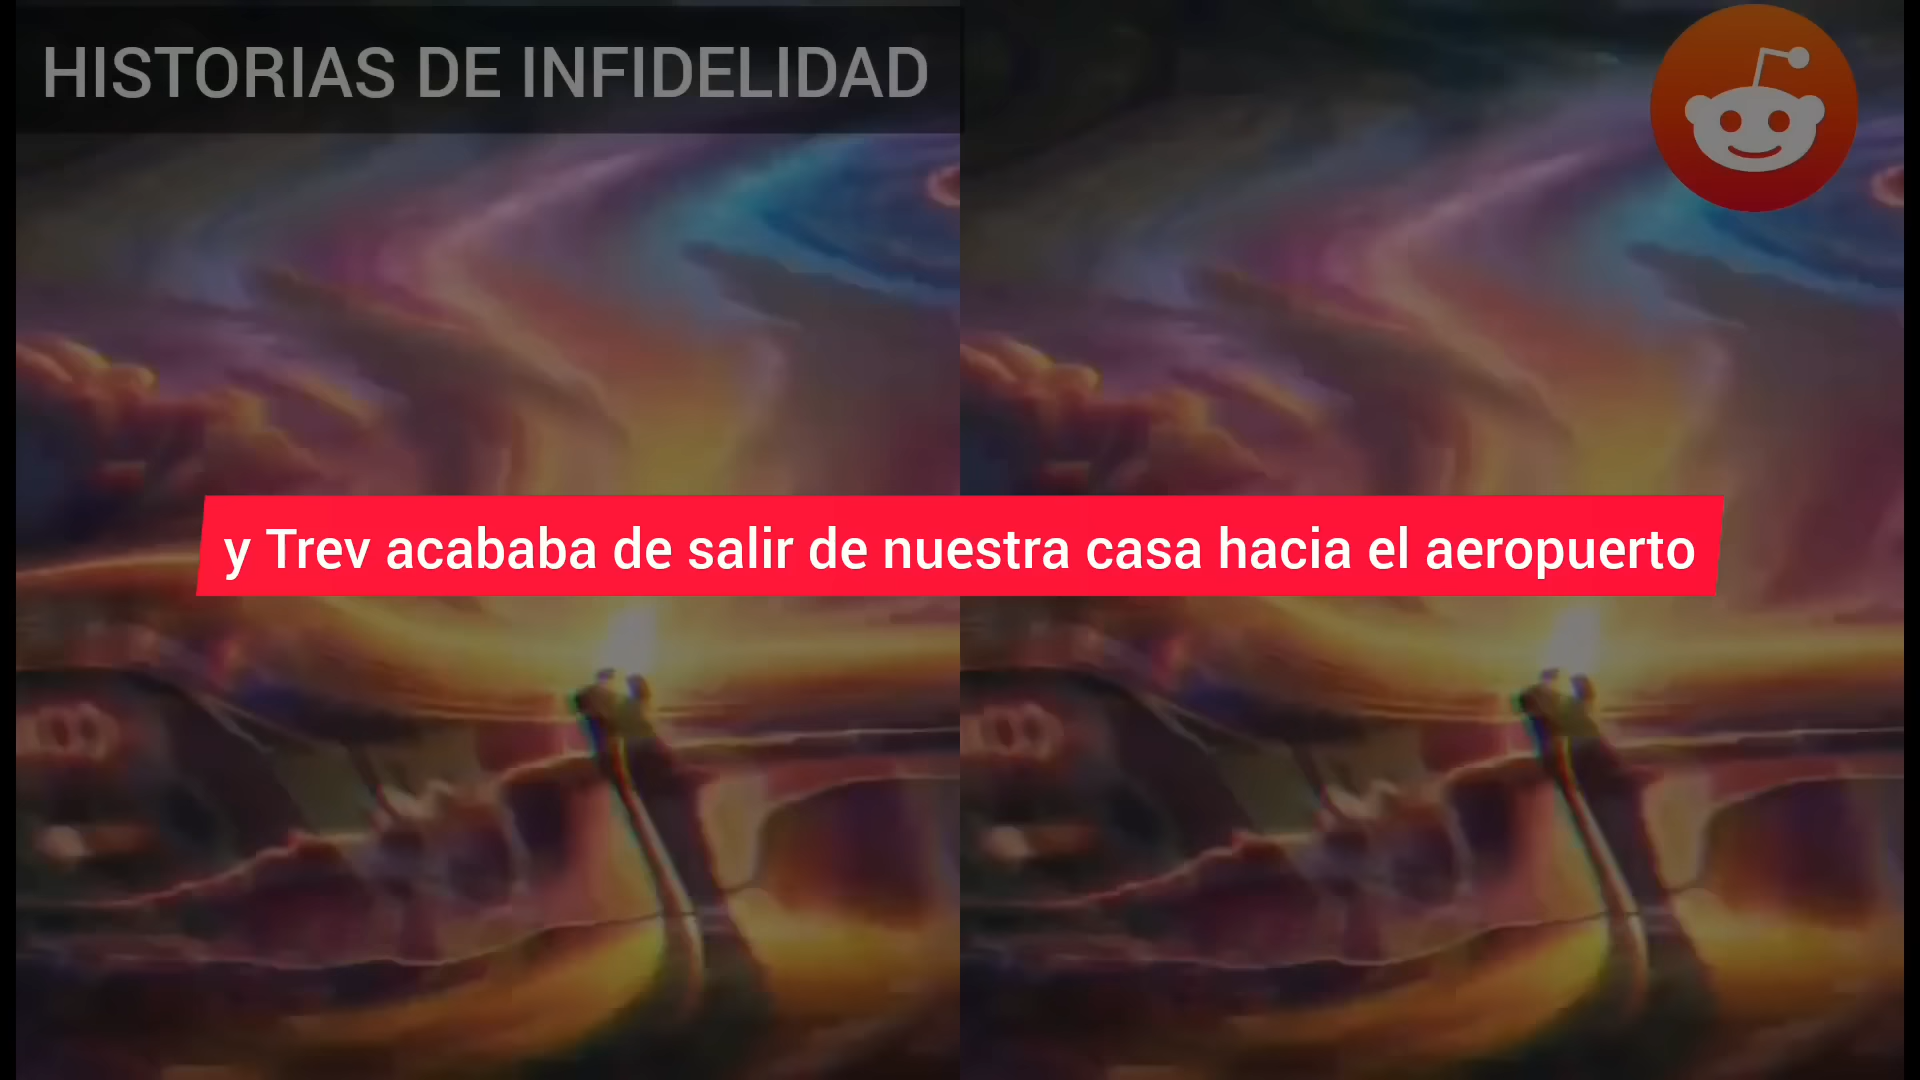 HISTORIAS DE INFIDELIDAD
y Trev acababa de salir de nuestra casa hacia el aeropuerto